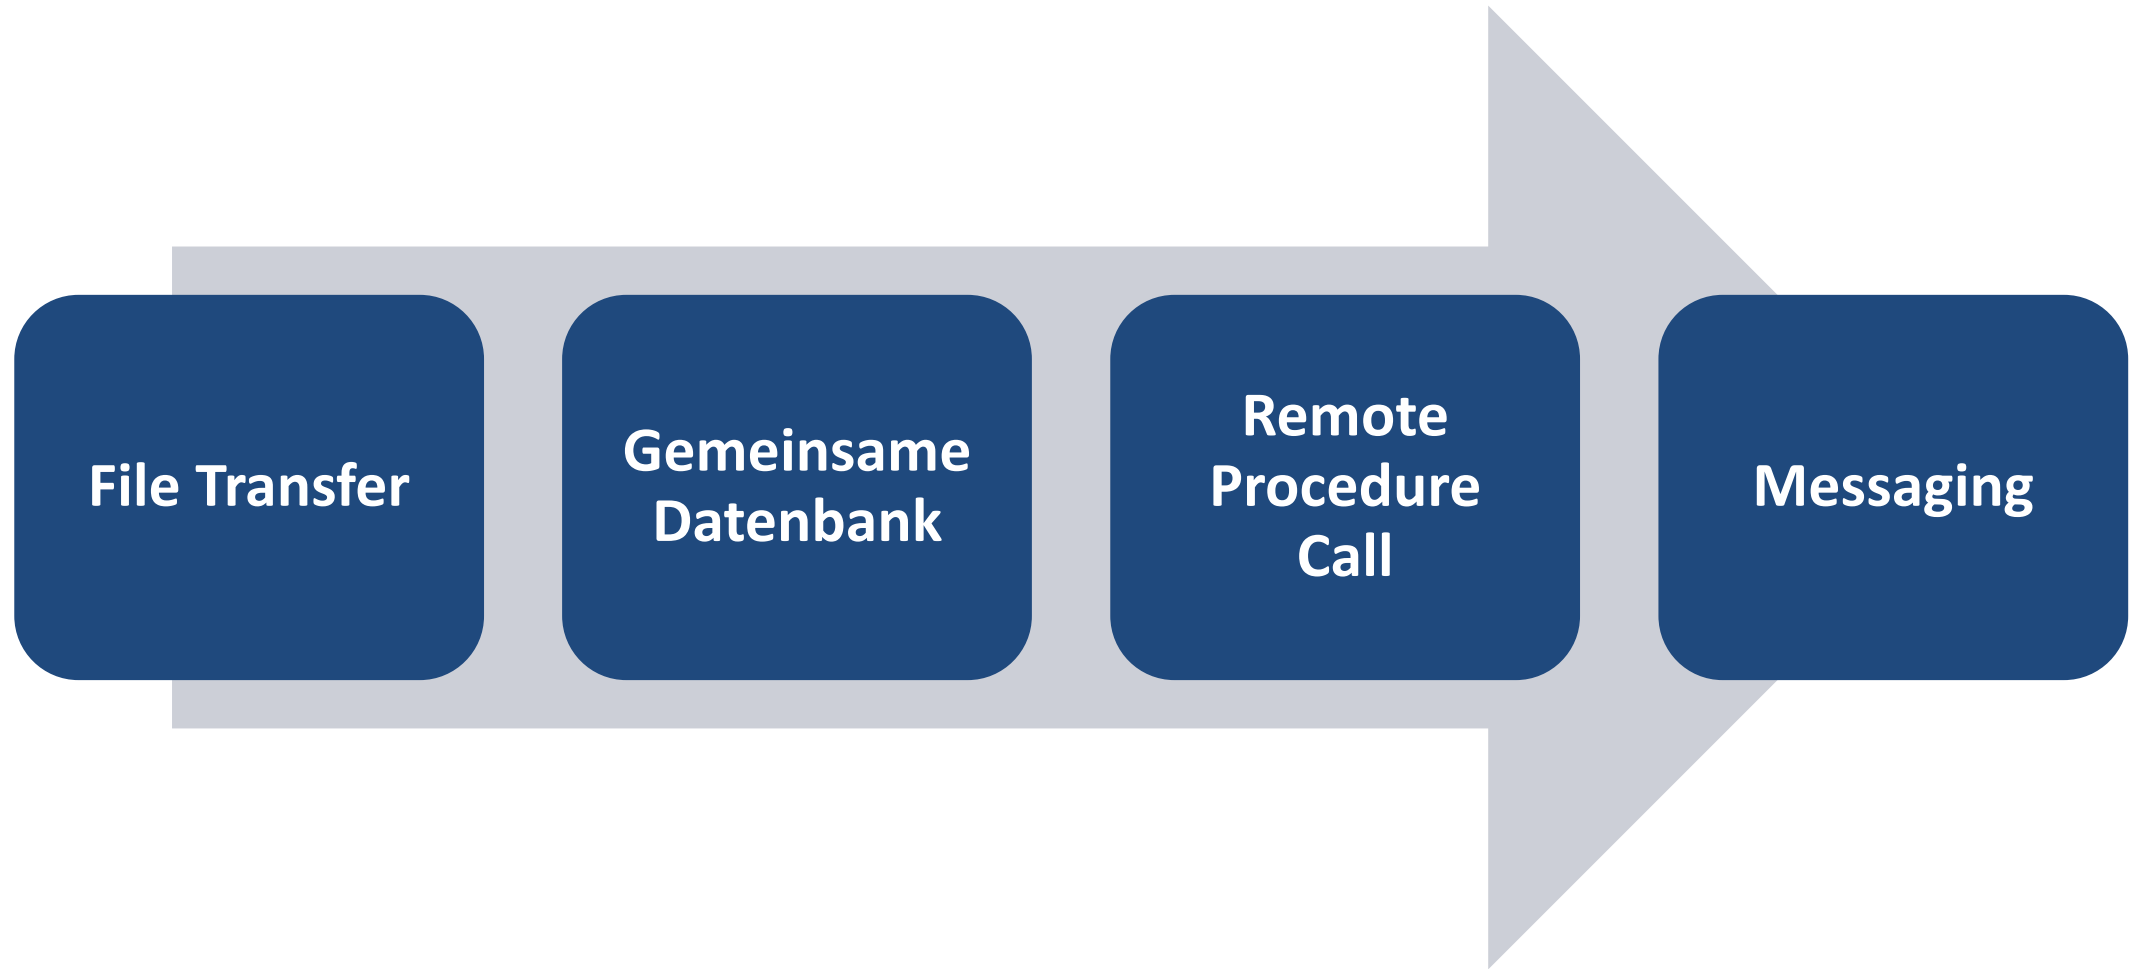 File Transfer
Gemeinsame
Datenbank
Remote
Procedure
Call
Messaging